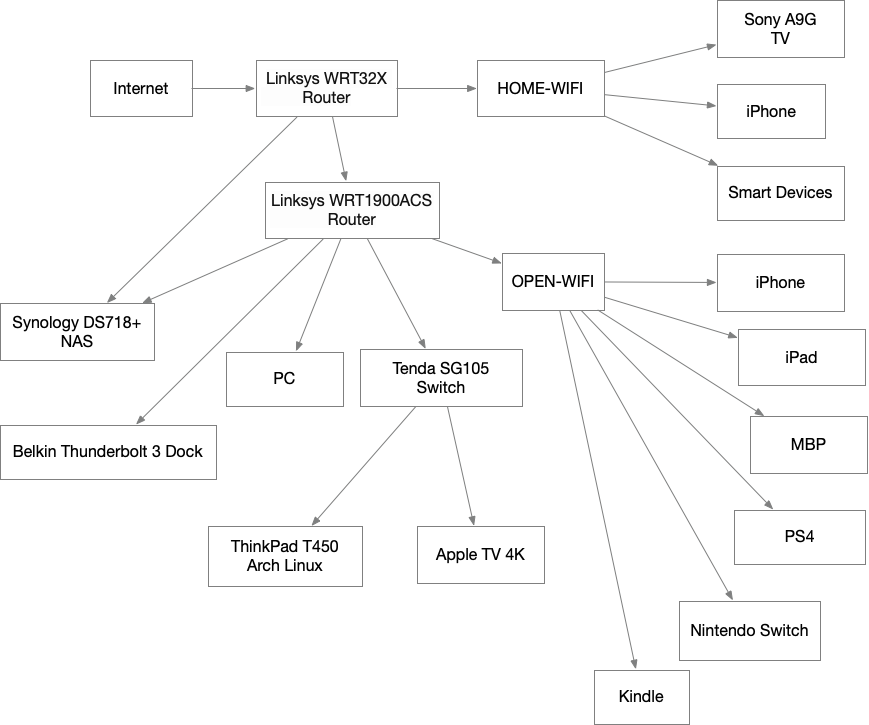 Sony A9G
TV
Internet
Linksys WRT32X
Router
HOME-WIFI
iPhone
Smart Devices
Linksys WRT1900ACS
Router
OPEN-WIFI
iPhone
Synology DS718+
NAS
PC
Tenda SG105
Switch
iPad
Belkin Thunderbolt 3 Dock
MBP
ThinkPad T450
Arch Linux
Apple TV 4K
PS4
Nintendo Switch
Kindle